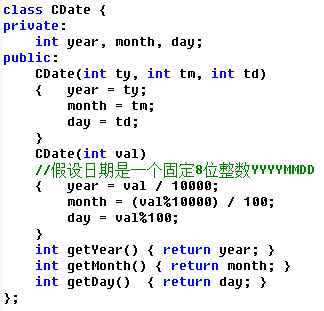 class CDate {
private:
    int year, month, day;
public:
    CDate(int ty, int tm, int td)
    {   year = ty;
        month = tm;
        day = td;
    }
    CDate(int val)
    //假设日期是一个固定8位整数YYYYMMDD
    {   year = val / 10000;
        month = (val%10000) / 100;
        day = val%100;
    }
    int getYear() { return year; }
    int getMonth() { return month; }
    int getDay()  { return day; }
};